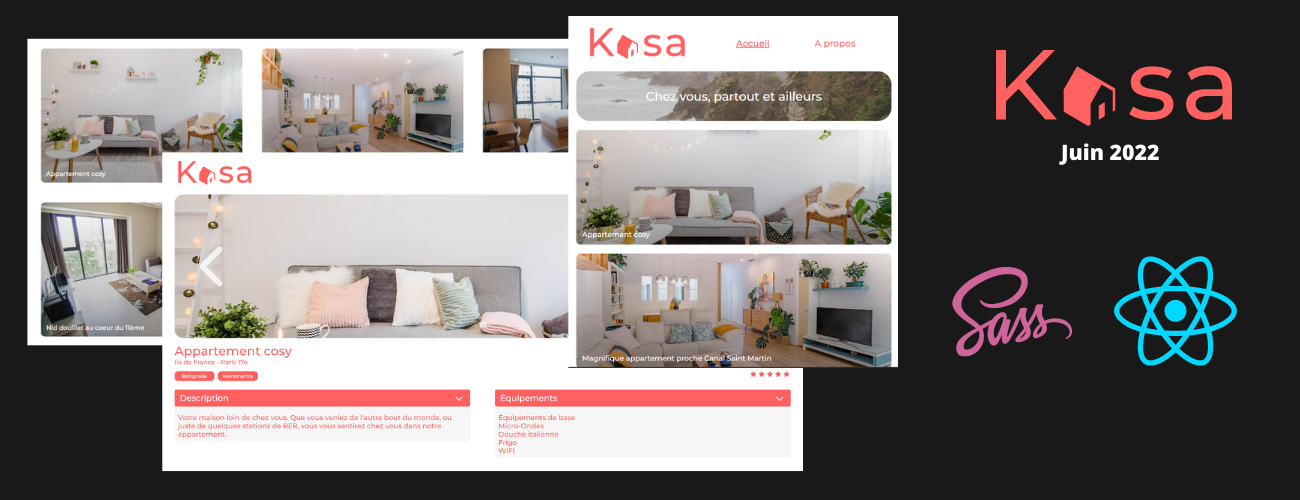 Appartement cosy
Nid douillet au coeur du 11ème
Kasa
Appartement cosy
Ile de France - Paris 17e
Batignolle
Montmartre
Description
Votre maison loin de chez vous. Que vous veniez de l'autre bout du monde, ou
juste de quelques stations de RER, vous vous sentirez chez vous dans notre
appartement.
Équipements
Équipements de base
Micro-Ondes
Douche italienne
Frigo
WIFI
Kasa
Accueil
A propos
Chez vous, partout et ailleurs
Appartement cosy
Magnifique appartement proche Canal Saint Martin
Kasa
Juin 2022
Sass